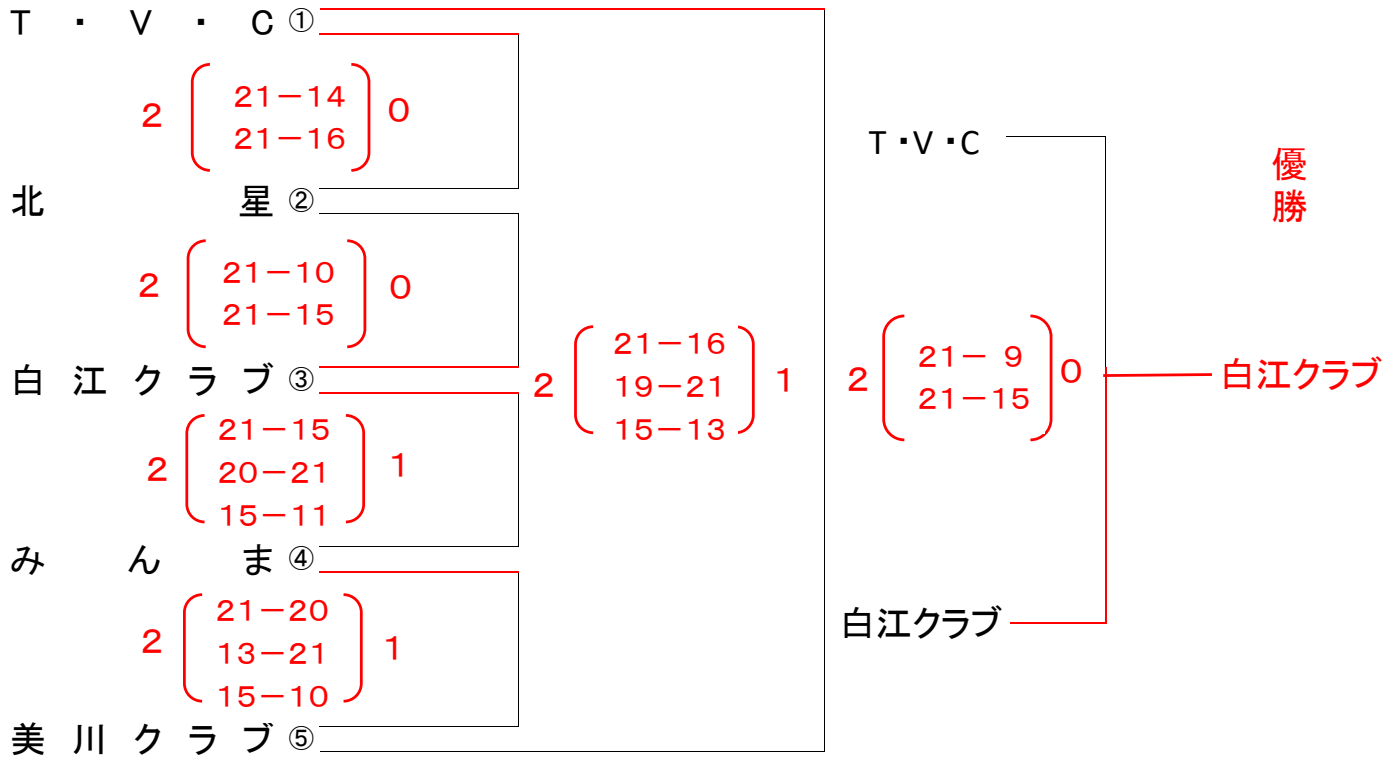 T ・ V ・ C ①
2 21－14 0
21－16
北 星 ②
2 21－10 0
21－15
白 江 ク ラ ブ ③
21－15
2 20－21 1
15－11
み ん ま ④
21－20
2 13－21 1
15－10
美 川 ク ラ ブ ⑤
21－16
2 19－21 1
15－13
T ・V ・C
2 21－ 9 0
21－15
白江クラブ
優
勝
白江クラブ